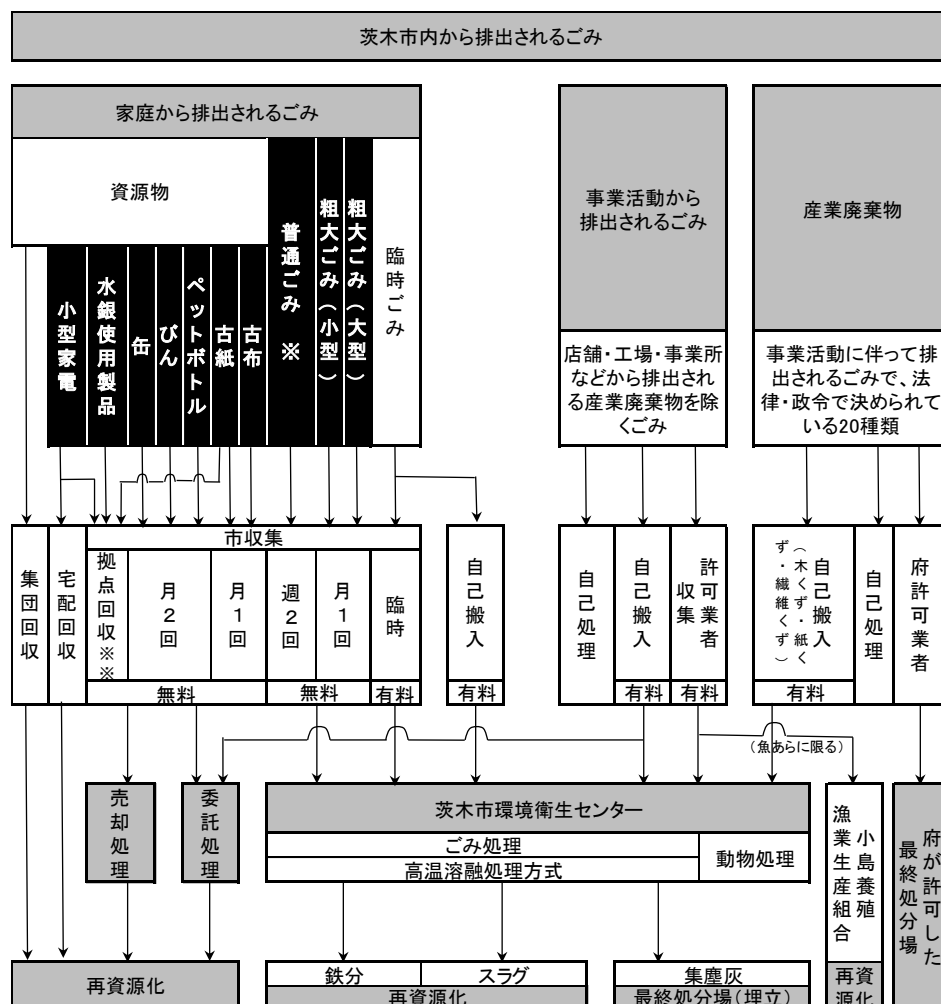 茨木市内から排出されるごみ
家庭から排出されるごみ
資源物
小型家電
水銀使用製品
缶
びん
ペットボトル
古紙
古布
普通ごみ ※
粗大ごみ（小型）
粗大ごみ（大型）
臨時ごみ
事業活動から
排出されるごみ
店舗・工場・事業所
などから排出され
る産業廃棄物を除
くごみ
産業廃棄物
事業活動に伴って排
出されるごみで、法
律・政令で決められて
いる20種類
集団回収
宅配回収
市収集
拠点回収※※
月2回
月1回
無料
週2回
月1回
無料
臨時
有料
自己搬入
有料
自己処理
自己搬入
有料
許可業者
収集
有料
自己搬入
（木くず・紙く
ず・繊維くず）
有料
自己処理
府許可業者
（魚あらに限る）
売却処理
委託処理
茨木市環境衛生センター
ごみ処理
高温溶融処理方式
動物処理
小島養殖
漁業生産組合
府が許可した
最終処分場
再資源化
鉄分
スラグ
再資源化
集塵灰
最終処分場（埋立）
再資
源化